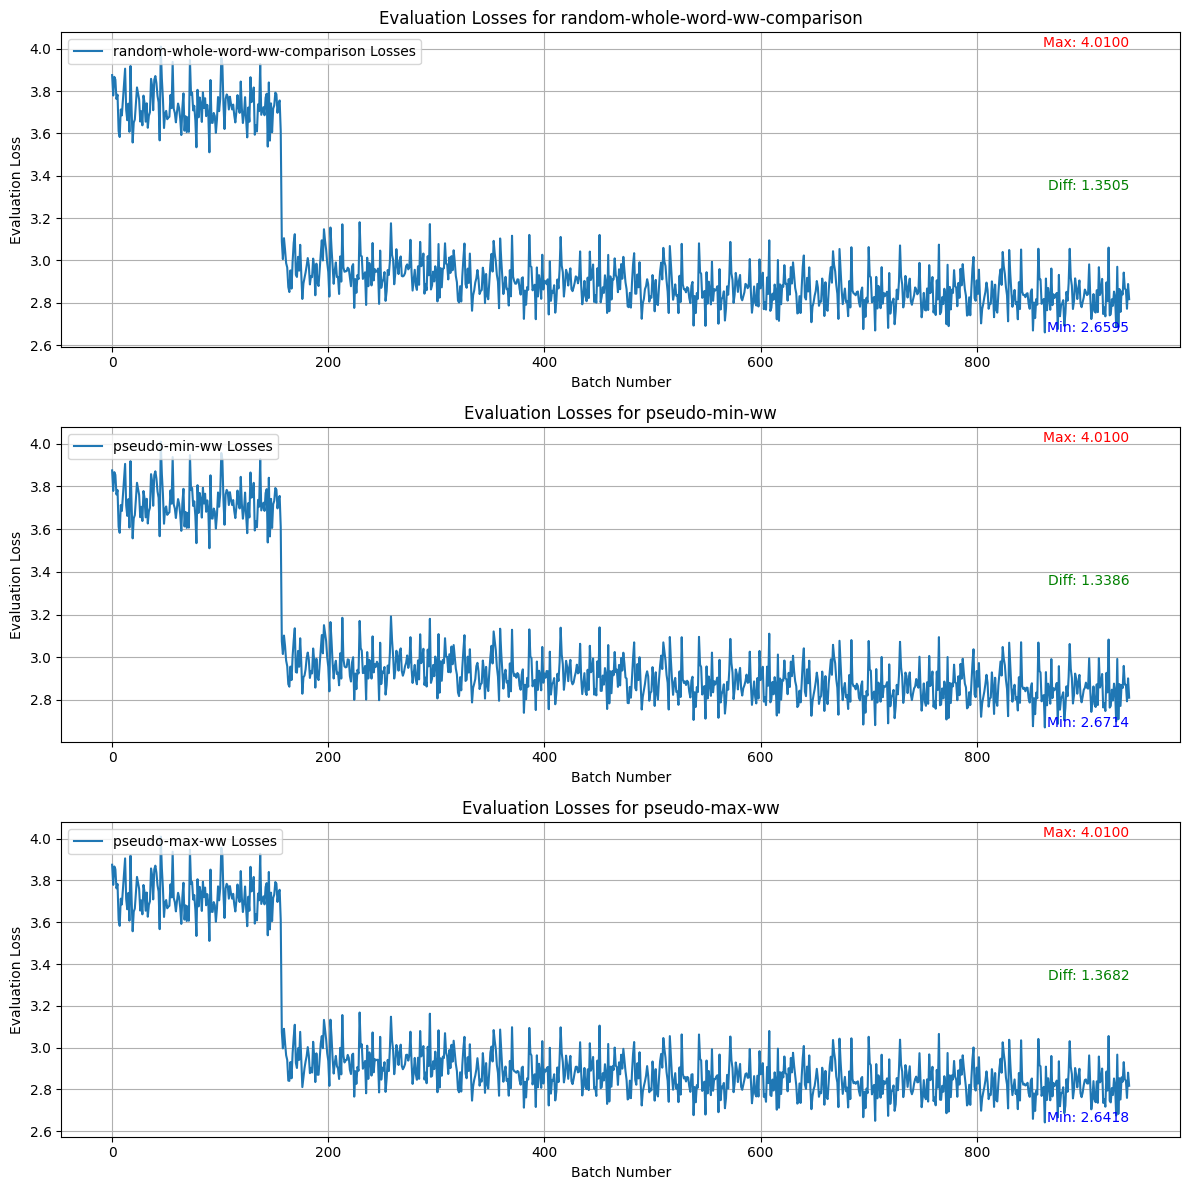 Evaluation Losses for random-whole-word-ww-comparison
random-whole-word-ww-comparison Losses
Max: 4.0100
Diff: 1.3505
Min: 2.6595
Evaluation Loss
4.0
3.8
3.6
3.4
3.2
3.0
2.8
2.6
0 200 400 600 800
Batch Number
Evaluation Losses for pseudo-min-ww
pseudo-min-ww Losses
Max: 4.0100
Diff: 1.3386
Min: 2.6714
Evaluation Loss
4.0
3.8
3.6
3.4
3.2
3.0
2.8
0 200 400 600 800
Batch Number
Evaluation Losses for pseudo-max-ww
pseudo-max-ww Losses
Max: 4.0100
Diff: 1.3682
Min: 2.6418
Evaluation Loss
4.0
3.8
3.6
3.4
3.2
3.0
2.8
2.6
0 200 400 600 800
Batch Number